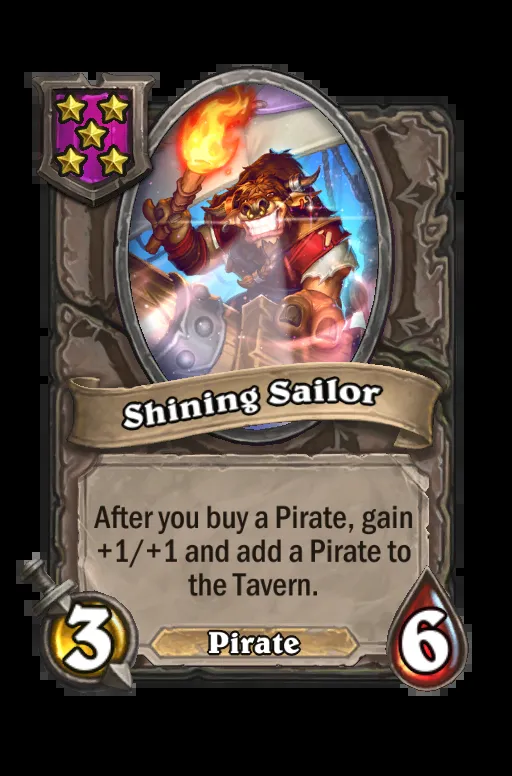 Shining Sailor
After you buy a Pirate, gain
+1/+1 and add a Pirate to
the Tavern.
3
Pirate
6